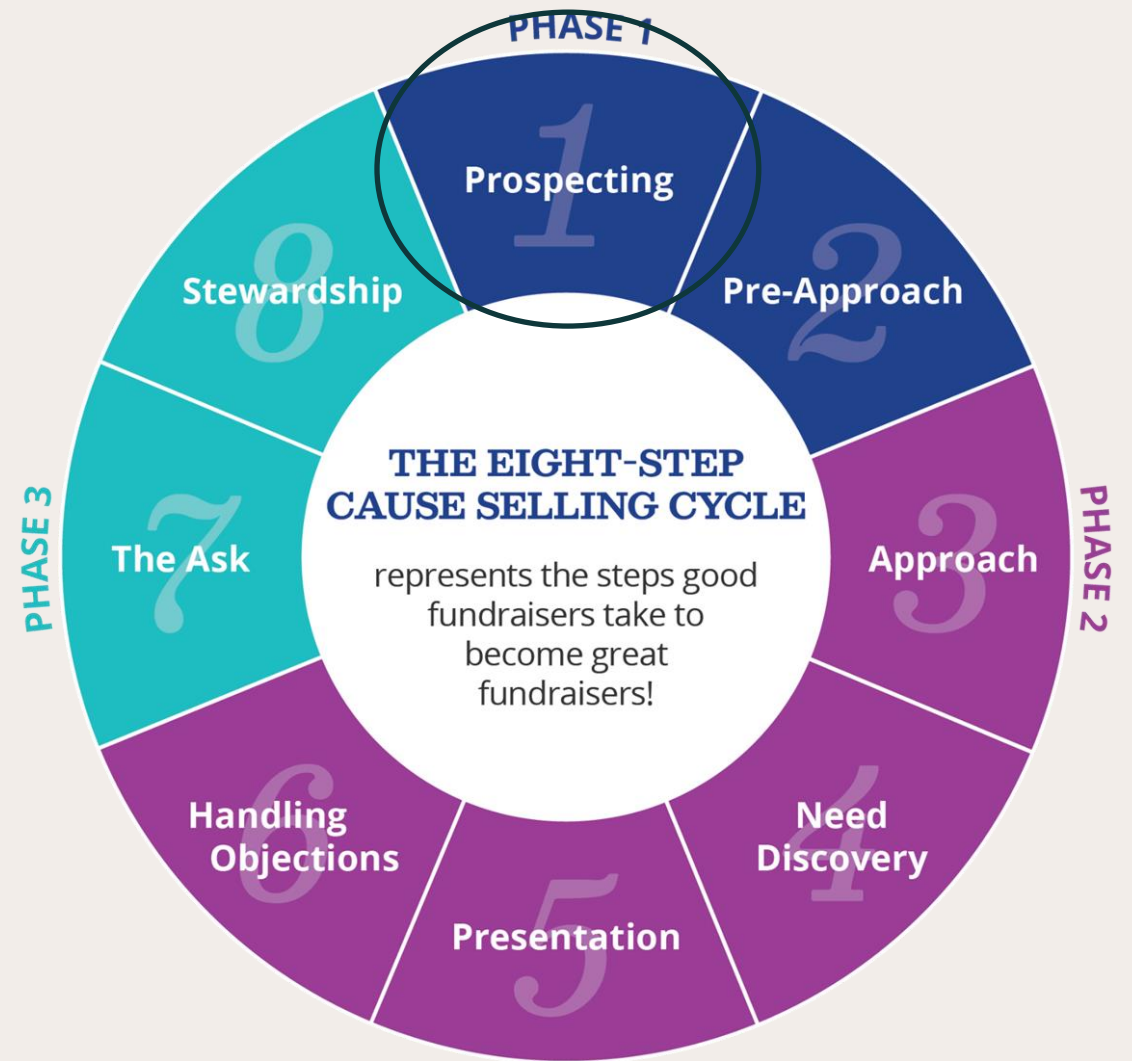 PHASE 1
1
Prospecting
2
Pre-Approach
PHASE 2
3
Approach
4
Need
Discovery
5
Presentation
6
Handling
Objections
PHASE 3
7
The Ask
8
Stewardship
THE EIGHT-STEP
CAUSE SELLING CYCLE
represents the steps good
fundraisers take to
become great
fundraisers!